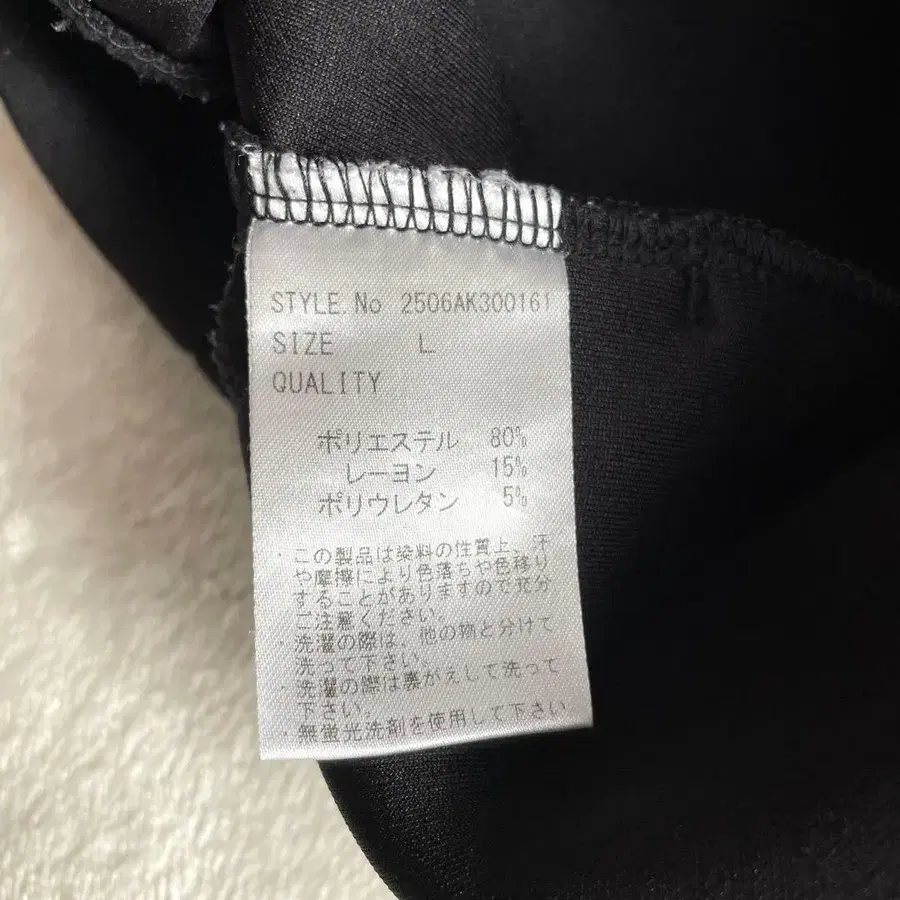 STYLE.No 2506AK300161
SIZE L
QUALITY
ポリエステル 80%
レーヨン 15%
ポリウレタン 5%
・この製品は染料の性質上、汗
や摩擦により色落ちや色移り
することがありますので充分
ご注意ください。
・洗濯の際は、他の物と分けて
洗って下さい。
・洗濯の際は裏がえして洗って
下さい。
・無蛍光洗剤を使用して下さい